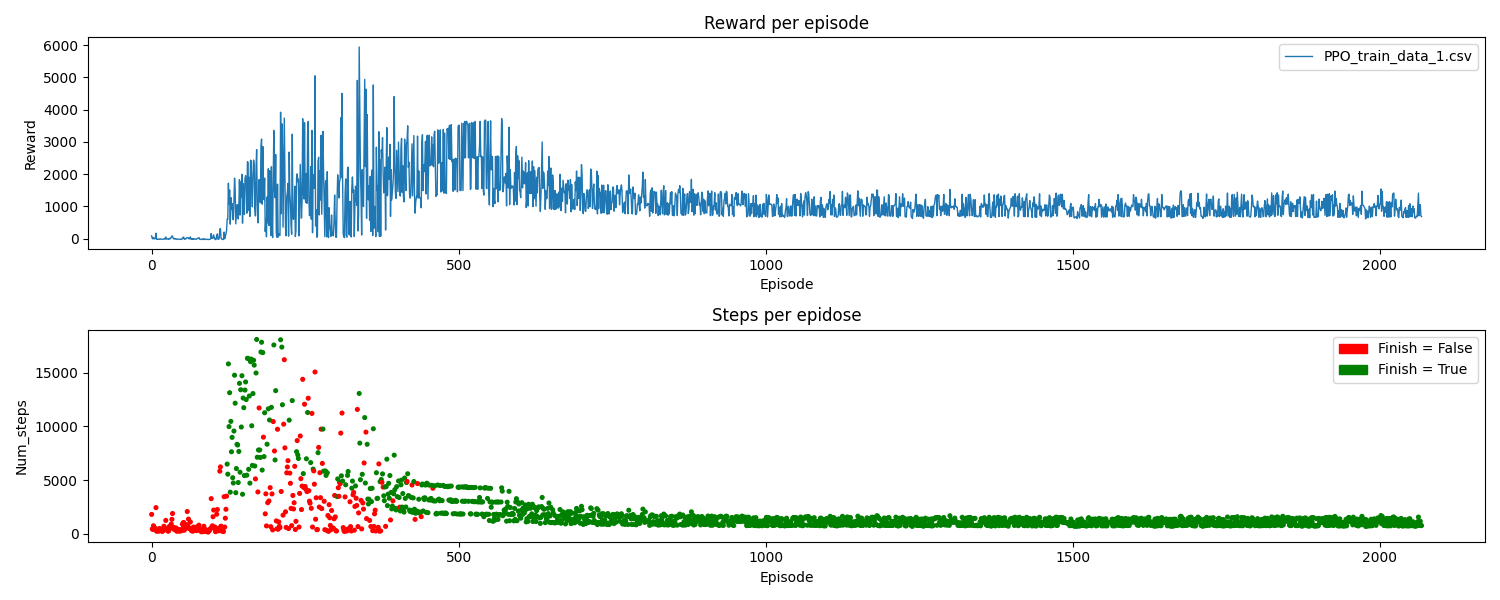 Reward per episode
6000
5000
4000
3000
2000
1000
0
Reward
PPO_train_data_1.csv
0
500
1000
1500
2000
Episode
Steps per epidose
15000
10000
5000
0
Num_steps
Finish = False
Finish = True
0
500
1000
1500
2000
Episode